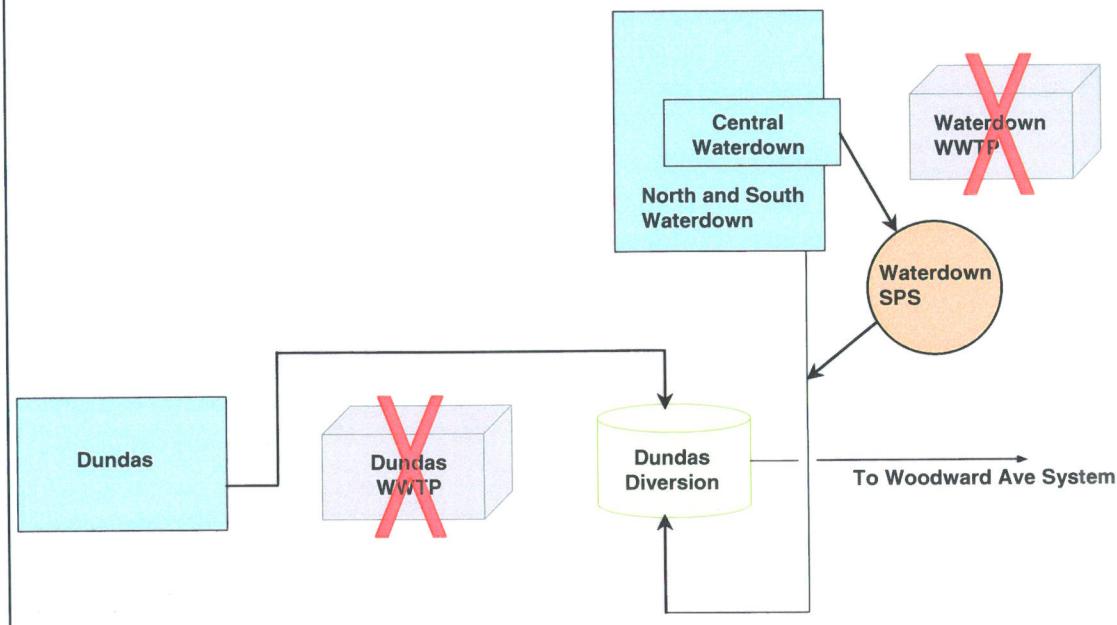 Central
Waterdown
North and South
Waterdown
Waterdown
WWTP
Waterdown
SPS
Dundas
Dundas
WWTP
Dundas
Diversion
To Woodward Ave System